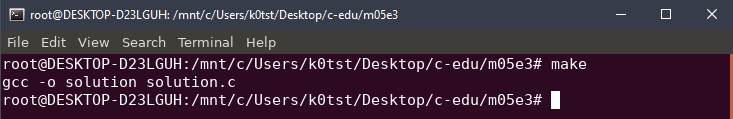 root@DESKTOP-D23LGUH: /mnt/c/Users/k0tst/Desktop/c-edu/m05e3
File Edit View Search Terminal Help
root@DESKTOP-D23LGUH:/mnt/c/Users/k0tst/Desktop/c-edu/m05e3# make
gcc -o solution solution.c
root@DESKTOP-D23LGUH:/mnt/c/Users/k0tst/Desktop/c-edu/m05e3#